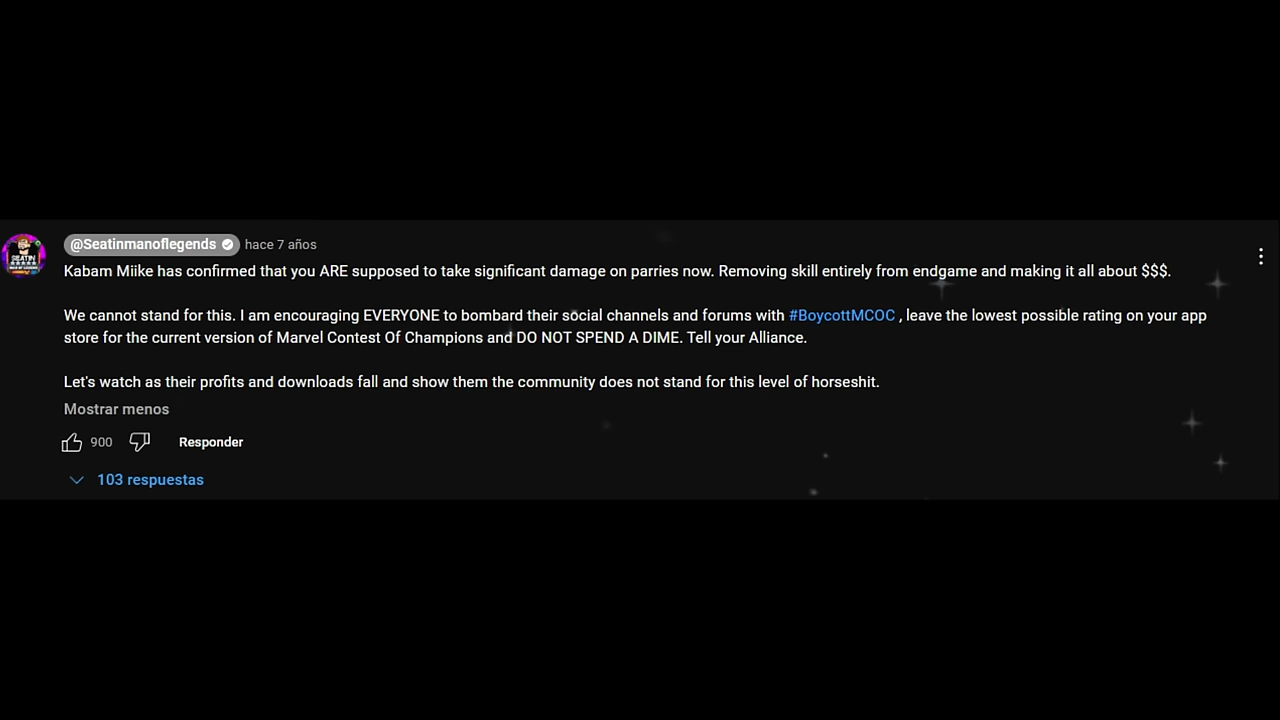 @Seatinmanoflegends hace 7 años
Kabam Miike has confirmed that you ARE supposed to take significant damage on parries now. Removing skill entirely from endgame and making it all about $$$.
We cannot stand for this. I am encouraging EVERYONE to bombard their social channels and forums with #BoycottMCOC , leave the lowest possible rating on your app
store for the current version of Marvel Contest Of Champions and DO NOT SPEND A DIME. Tell your Alliance.
Let's watch as their profits and downloads fall and show them the community does not stand for this level of horseshit.
Mostrar menos
900 Responder
103 respuestas